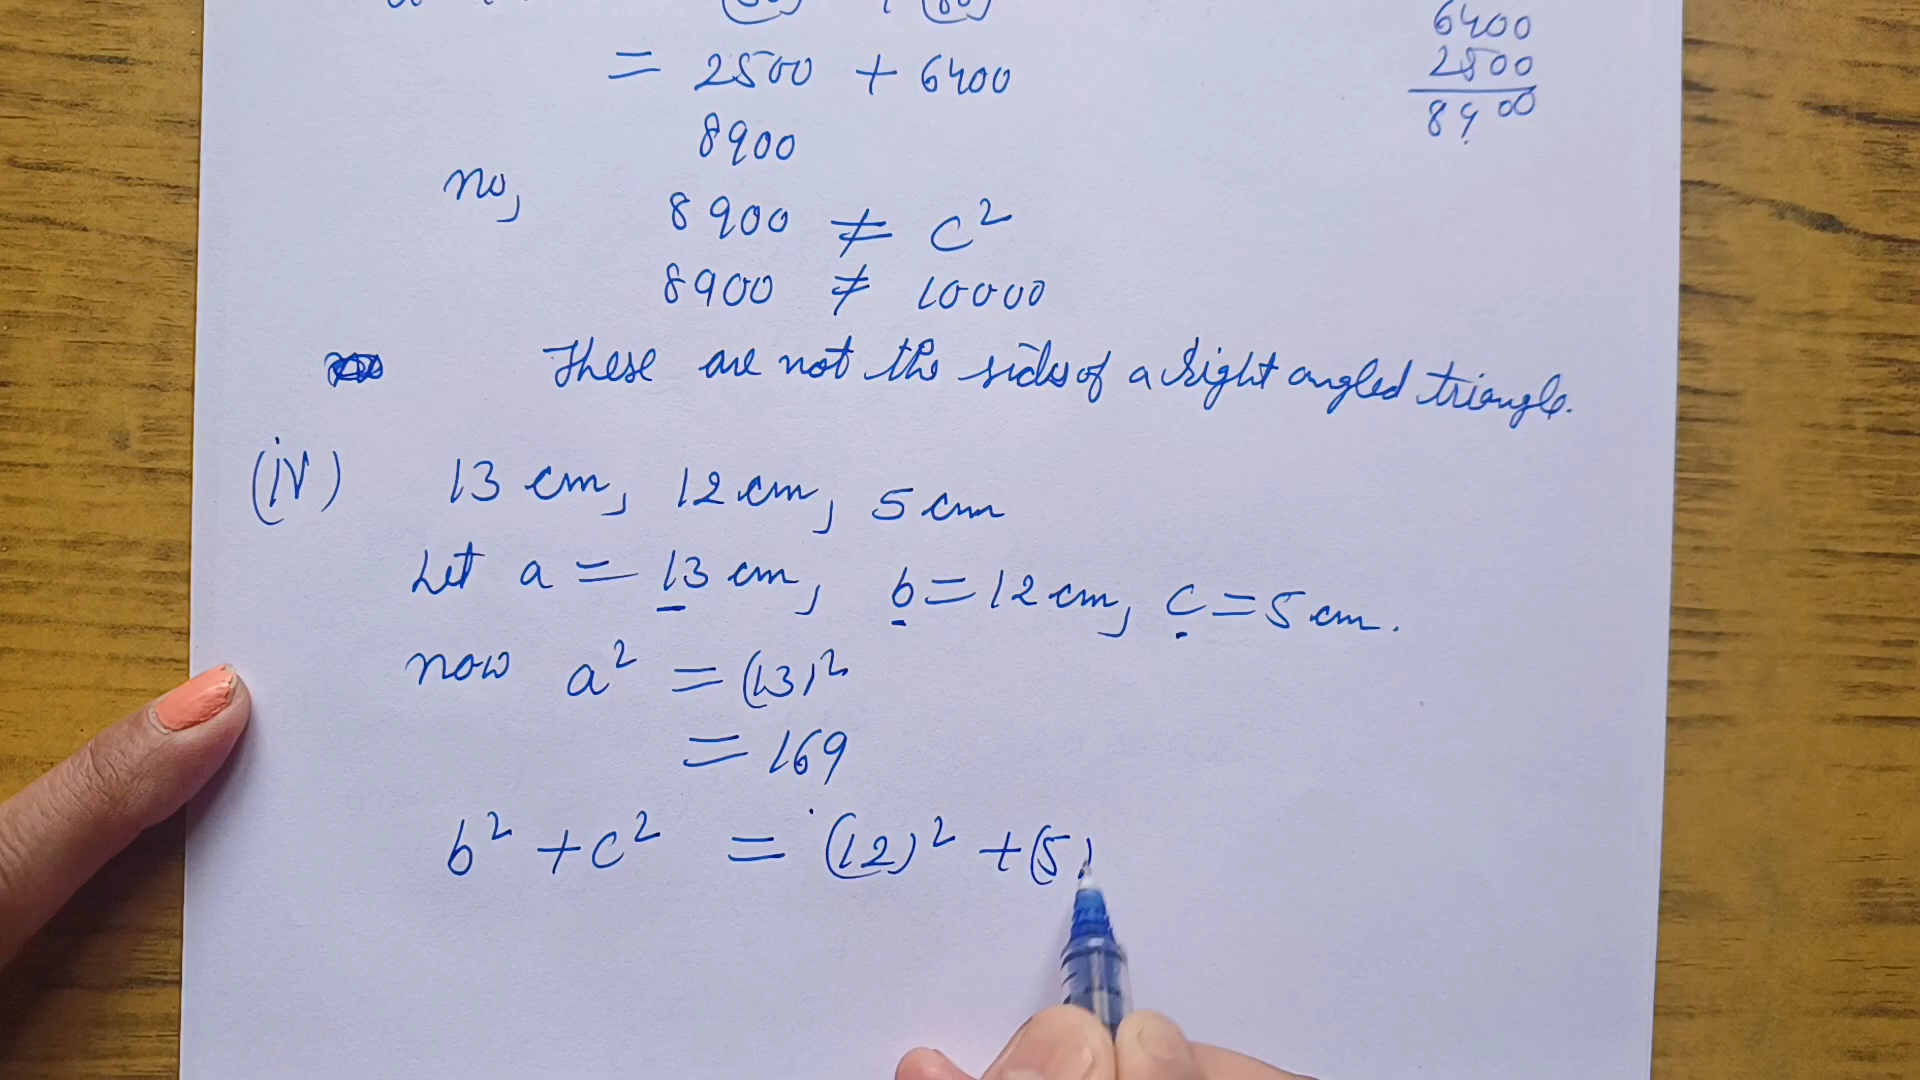 = 2500 + 6400
6400
2500
8900
8900
no,
8900 ≠ c²
8900 ≠ 10000
These are not the sides of a right angled triangle.
(iv) 13 cm, 12 cm, 5 cm
Let a = 13 cm, b = 12 cm, c = 5 cm.
now a² = (13)²
= 169
b² + c² = (12)² + (5)